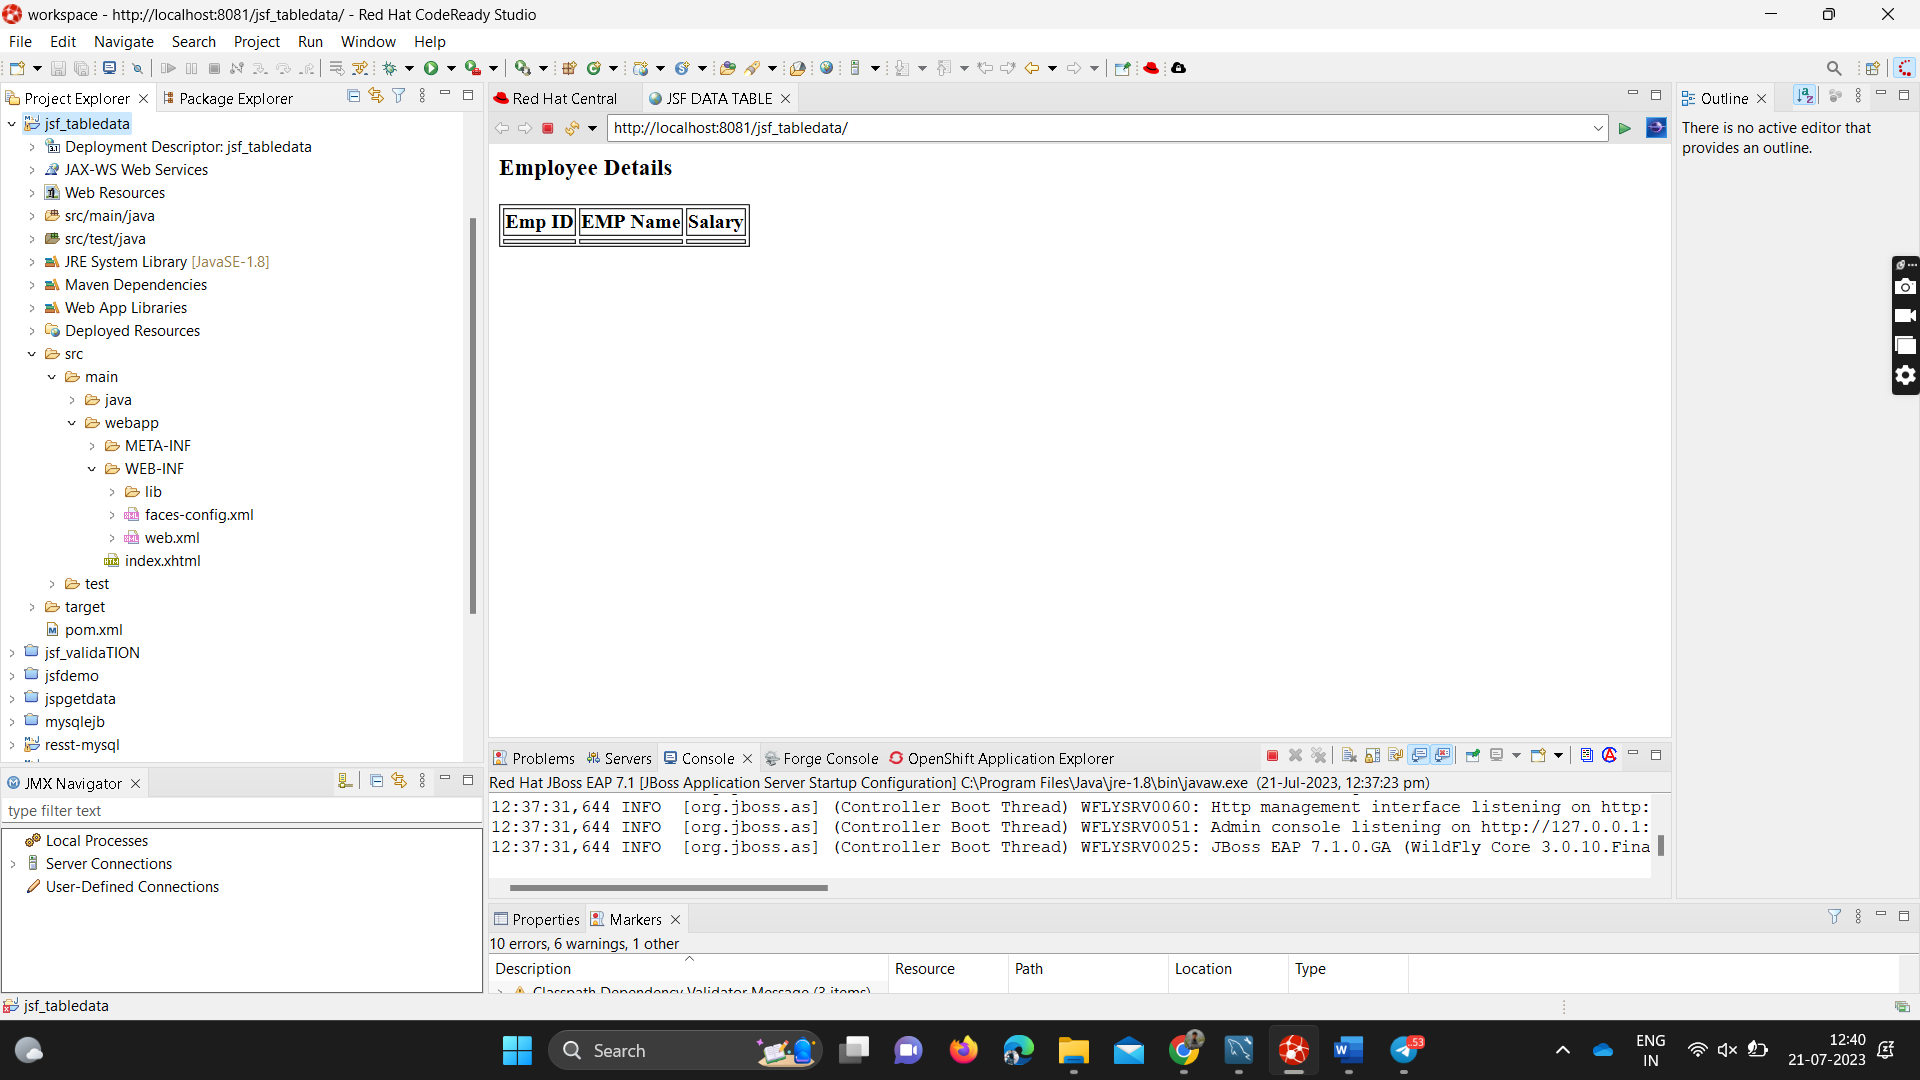 workspace - http://localhost:8081/jsf_tabledata/ - Red Hat CodeReady Studio
File Edit Navigate Search Project Run Window Help
Project Explorer
Package Explorer
jsf_tabledata
Deployment Descriptor: jsf_tabledata
JAX-WS Web Services
Web Resources
src/main/java
src/test/java
JRE System Library [JavaSE-1.8]
Maven Dependencies
Web App Libraries
Deployed Resources
src
main
java
webapp
META-INF
WEB-INF
lib
faces-config.xml
web.xml
index.xhtml
test
target
pom.xml
jsf_validaTION
jsfdemo
jspgetdata
mysqlejb
resst-mysql
JMX Navigator
type filter text
Local Processes
Server Connections
User-Defined Connections
Red Hat Central
JSF DATA TABLE
http://localhost:8081/jsf_tabledata/
Employee Details
Emp ID EMP Name Salary
Outline
There is no active editor that
provides an outline.
Problems Servers Console Forge Console OpenShift Application Explorer
Red Hat JBoss EAP 7.1 [JBoss Application Server Startup Configuration] C:\Program Files\Java\jre-1.8\bin\javaw.exe (21-Jul-2023, 12:37:23 pm)
12:37:31,644 INFO [org.jboss.as] (Controller Boot Thread) WFLYSRV0060: Http management interface listening on http:
12:37:31,644 INFO [org.jboss.as] (Controller Boot Thread) WFLYSRV0051: Admin console listening on http://127.0.0.1:
12:37:31,644 INFO [org.jboss.as] (Controller Boot Thread) WFLYSRV0025: JBoss EAP 7.1.0.GA (WildFly Core 3.0.10.Fina
Properties Markers
10 errors, 6 warnings, 1 other
Description Resource Path Location Type
Classpath Dependency Validator Message (3 items)
jsf_tabledata
Search
53
ENG
IN
12:40
21-07-2023